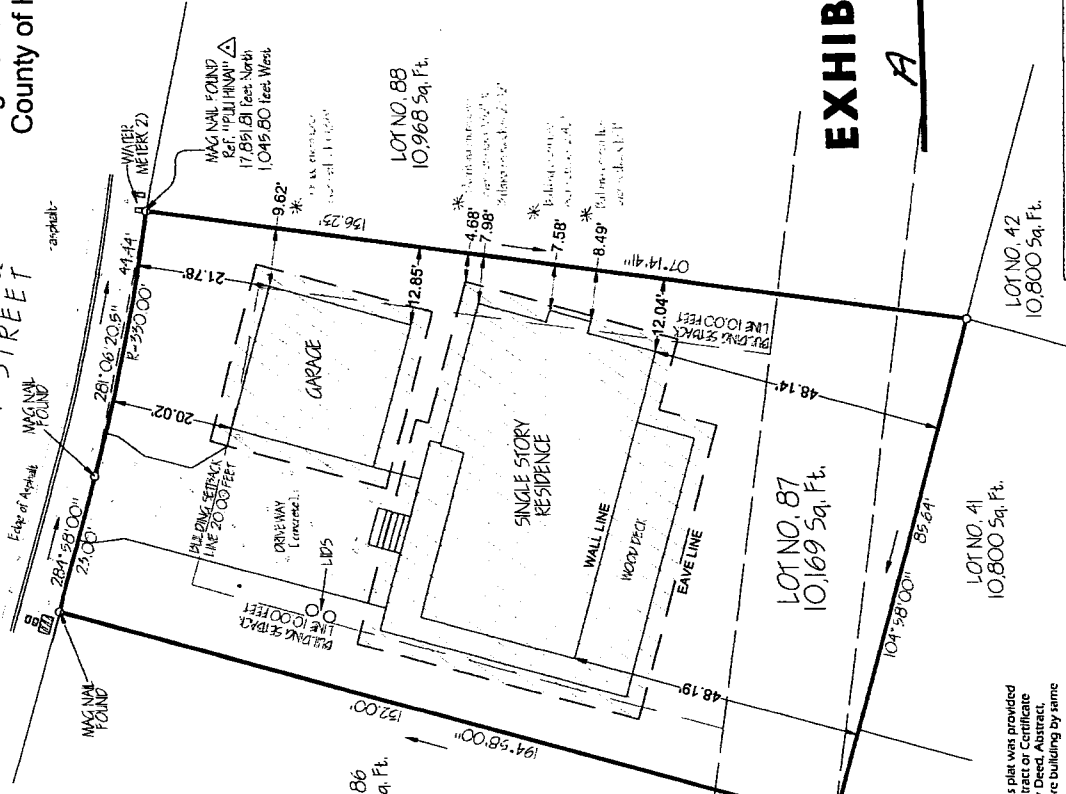 County of
STREET
-asphalt-
Edge of Asphalt
MAG NAIL
FOUND
WATER
METER( 2)
MAG NAIL FOUND
Ref. "PUU HINAI"
17,851.81 feet North
1,045.80 feet West
284°58'00"
23.00'
281°06'20.5"
R=330.00'
44.44'
MAG NAIL
FOUND
BUILDING SETBACK
LINE 20.00 FEET
20.02'
21.78'
9.62'
*
136.23'
LOT NO. 88
10,968 Sq. Ft.
GARAGE
12.85'
*
4.68'
7.98'
*
7.58'
*
8.49'
DRIVEWAY
(concrete)
LIDS
BUILDING SETBACK
LINE 10.00 FEET
SINGLE STORY
RESIDENCE
12.04'
BUILDING SETBACK
LINE 10.00 FEET
07°14'41"
WALL LINE
WOOD DECK
EAVE LINE
48.14'
48.19'
152.00'
194°58'00"
86
q. Ft.
LOT NO. 87
10,169 Sq. Ft.
85.64'
104°58'00"
LOT NO. 41
10,800 Sq. Ft.
LOT NO. 42
10,800 Sq. Ft.
EXHIB
A
s plat was provided
tract or Certificate
Deed, Abstract,
re building by same